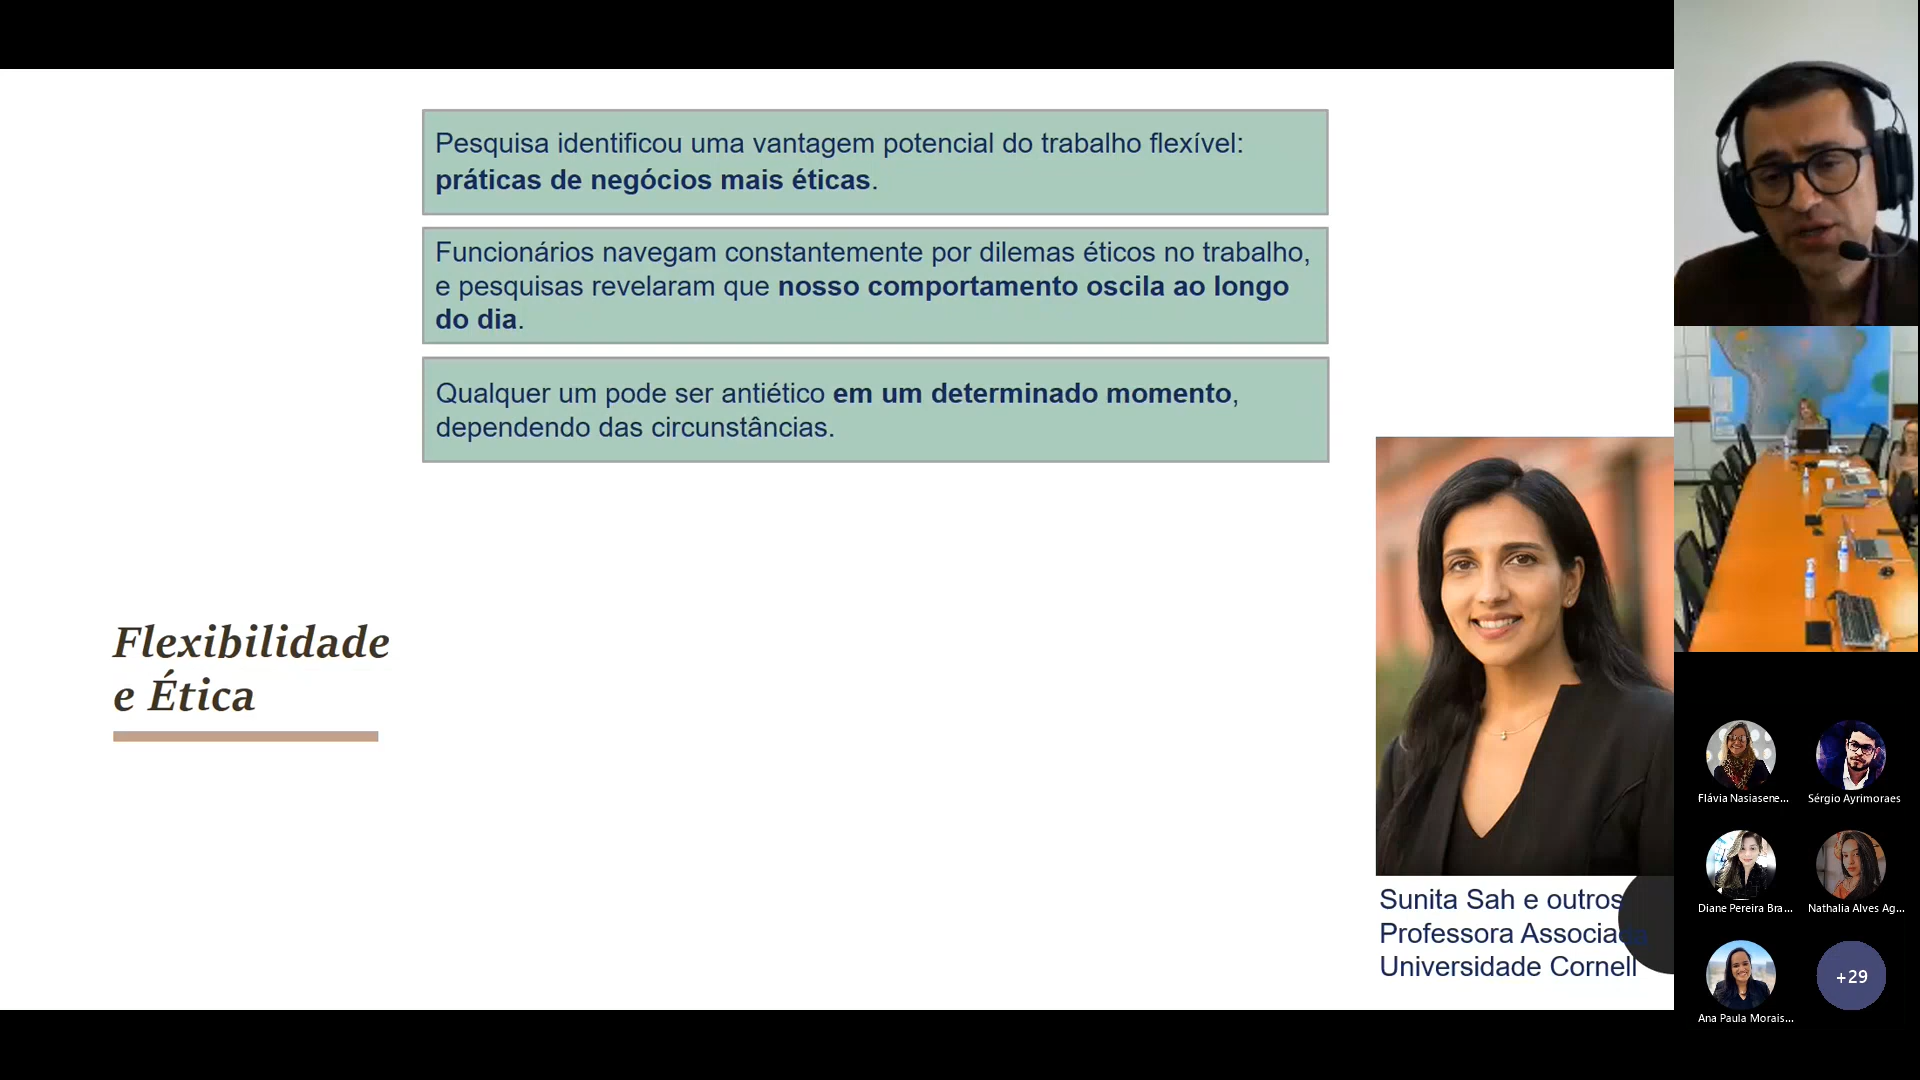 Pesquisa identificou uma vantagem potencial do trabalho flexível:
práticas de negócios mais éticas.
Funcionários navegam constantemente por dilemas éticos no trabalho,
e pesquisas revelaram que nosso comportamento oscila ao longo
do dia.
Qualquer um pode ser antiético em um determinado momento,
dependendo das circunstâncias.
Flexibilidade
e Ética
Sunita Sah e outros
Professora Associada
Universidade Cornell
Flávia Nasiasene...
Sérgio Ayrimoraes
Diane Pereira Bra...
Nathalia Alves Ag...
Ana Paula Morais...
+29